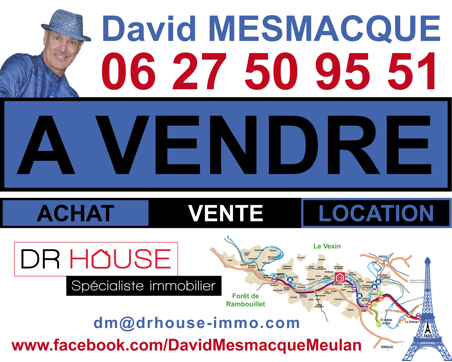 David MESMACQUE
06 27 50 95 51
A VENDRE
ACHAT VENTE LOCATION
DR HOUSE
Spécialiste immobilier
Le Vexin
Forêt de
Rambouillet
PARIS
dm@drhouse-immo.com
www.facebook.com/DavidMesmacqueMeulan